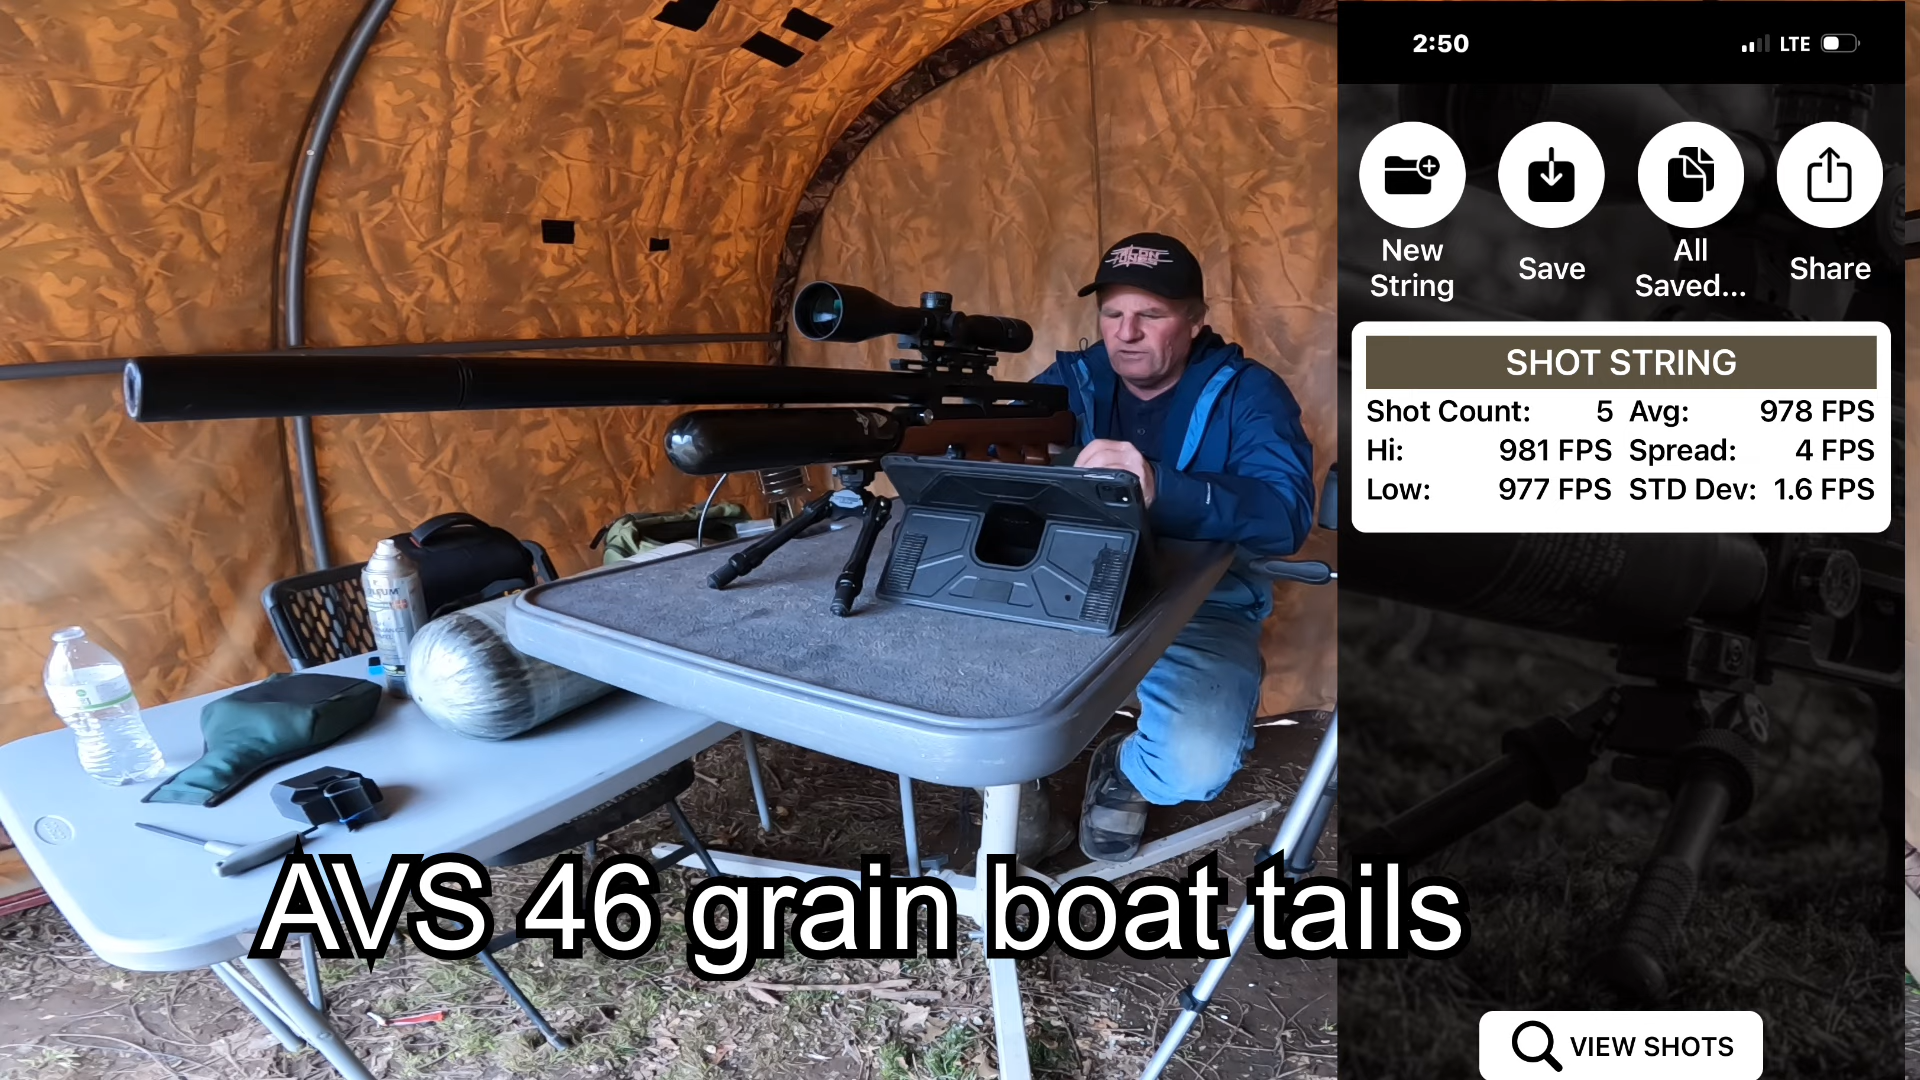 2:50
LTE
New
String
Save
All
Saved...
Share
SHOT STRING
Shot Count: 5 Avg: 978 FPS
Hi: 981 FPS Spread: 4 FPS
Low: 977 FPS STD Dev: 1.6 FPS
AVS 46 grain boat tails
VIEW SHOTS